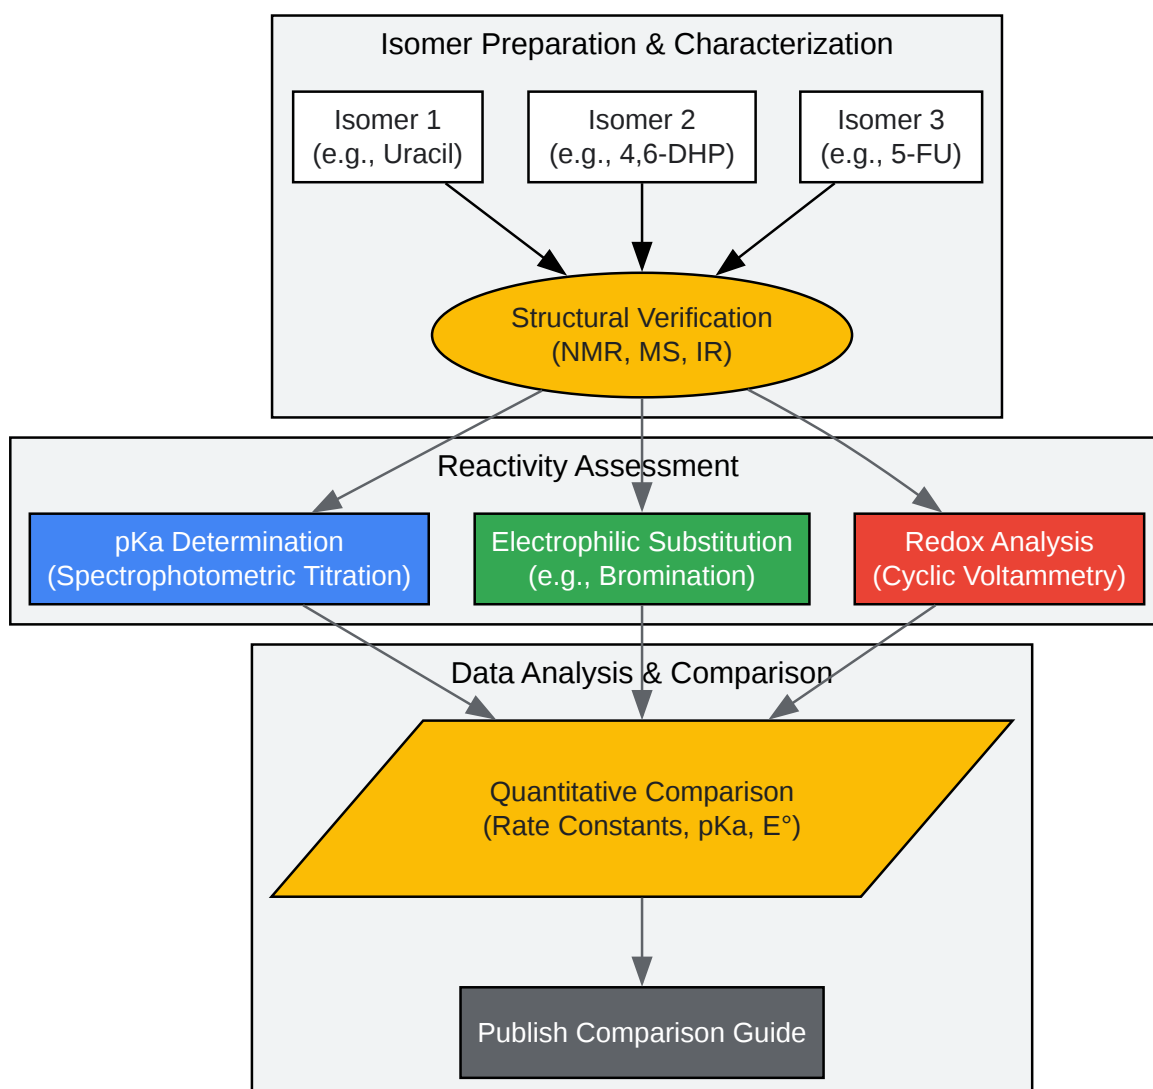 Isomer Preparation & Characterization
Isomer 1
(e.g., Uracil)
Isomer 2
(e.g., 4,6-DHP)
Isomer 3
(e.g., 5-FU)
Structural Verification
(NMR, MS, IR)
Reactivity Assessment
pKa Determination
(Spectrophotometric Titration)
Electrophilic Substitution
(e.g., Bromination)
Redox Analysis
(Cyclic Voltammetry)
Data Analysis & Comparison
Quantitative Comparison
(Rate Constants, pKa, E°)
Publish Comparison Guide